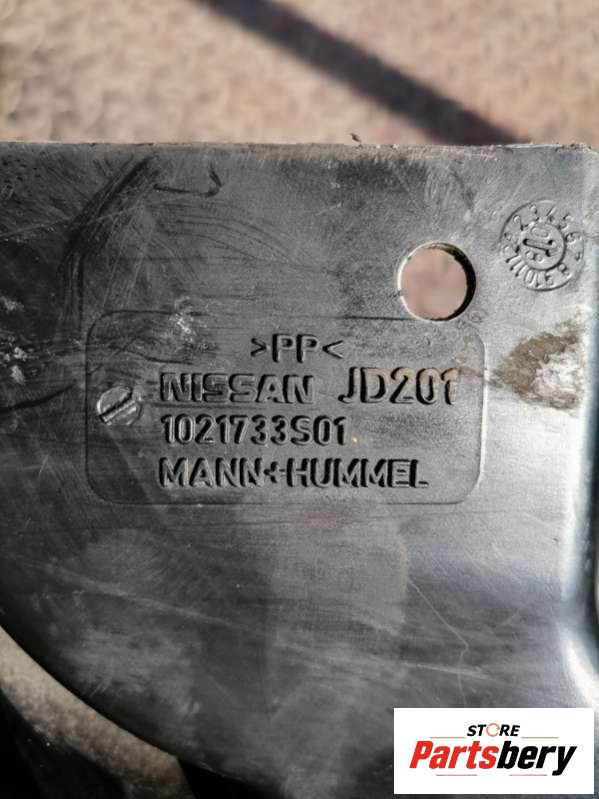 >PP<
NISSAN JD201
1021733S01
MANN+HUMMEL
STORE
Partsbery